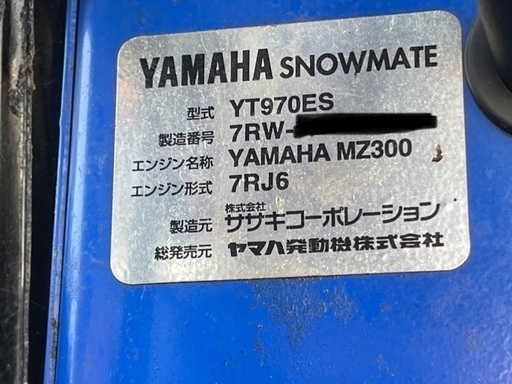 YAMAHA SNOWMATE
型式 YT970ES
製造番号 7RW-
エンジン名称 YAMAHA MZ300
エンジン形式 7RJ6
株式会社
製造元 ササキコーポレーション
総発売元 ヤマハ発動機株式会社